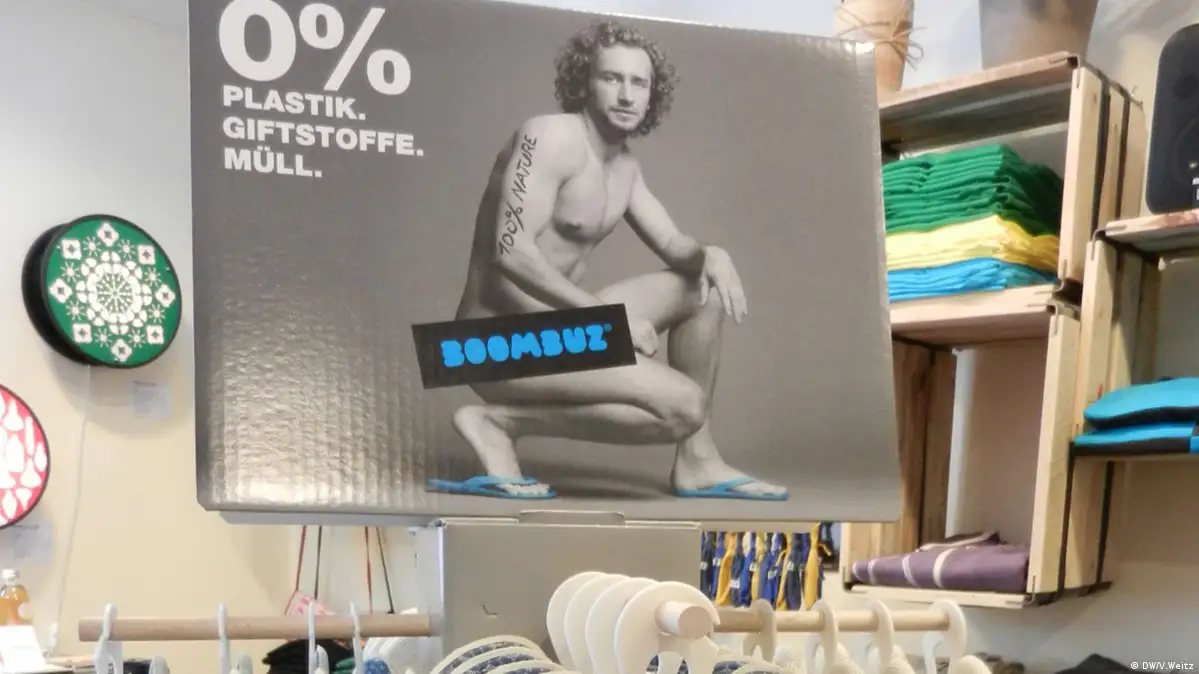 0%
PLASTIK.
GIFTSTOFFE.
MÜLL.
100% NATURE
BOOMBUZ®
© DW/V.Weitz